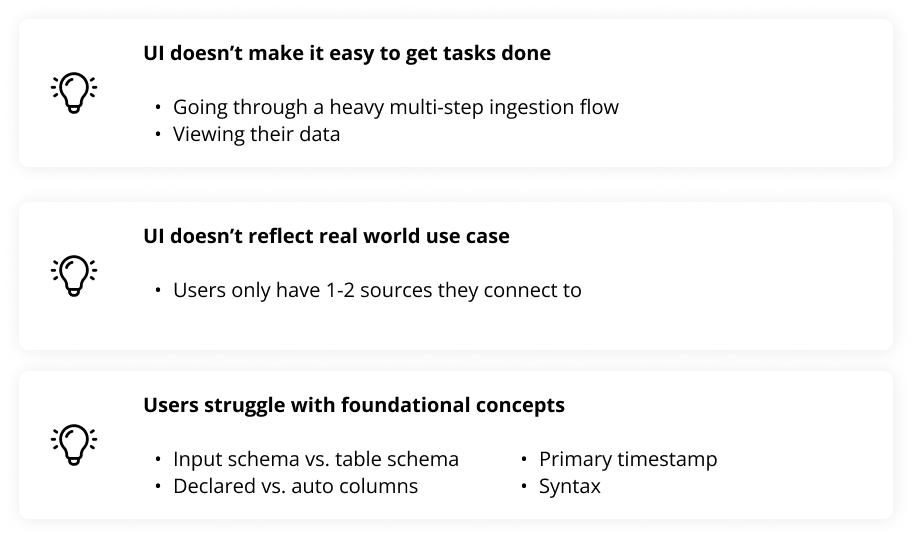 UI doesn’t make it easy to get tasks done
• Going through a heavy multi-step ingestion flow
• Viewing their data
UI doesn’t reflect real world use case
• Users only have 1-2 sources they connect to
Users struggle with foundational concepts
• Input schema vs. table schema
• Declared vs. auto columns
• Primary timestamp
• Syntax